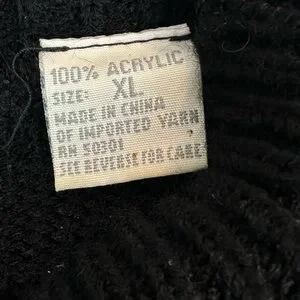 100% ACRYLIC
SIZE: XL
MADE IN CHINA
OF IMPORTED YARN
RN 50301
SEE REVERSE FOR CARE